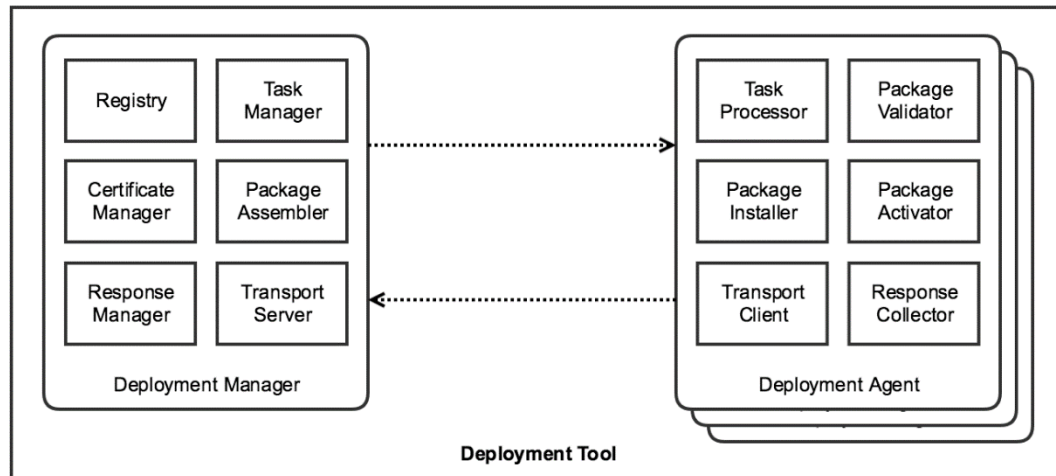 Registry
Task
Manager
Certificate
Manager
Package
Assembler
Response
Manager
Transport
Server
Deployment Manager
Task
Processor
Package
Validator
Package
Installer
Package
Activator
Transport
Client
Response
Collector
Deployment Agent
Deployment Tool